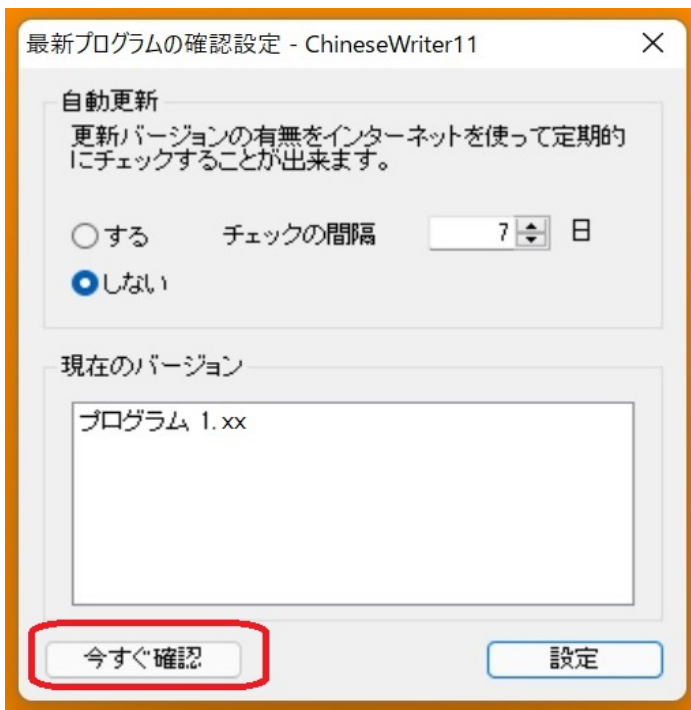 最新プログラムの確認設定 - ChineseWriter11
自動更新
更新バージョンの有無をインターネットを使って定期的
にチェックすることが出来ます。
する チェックの間隔 7 日
しない
現在のバージョン
プログラム 1.xx
今すぐ確認 設定